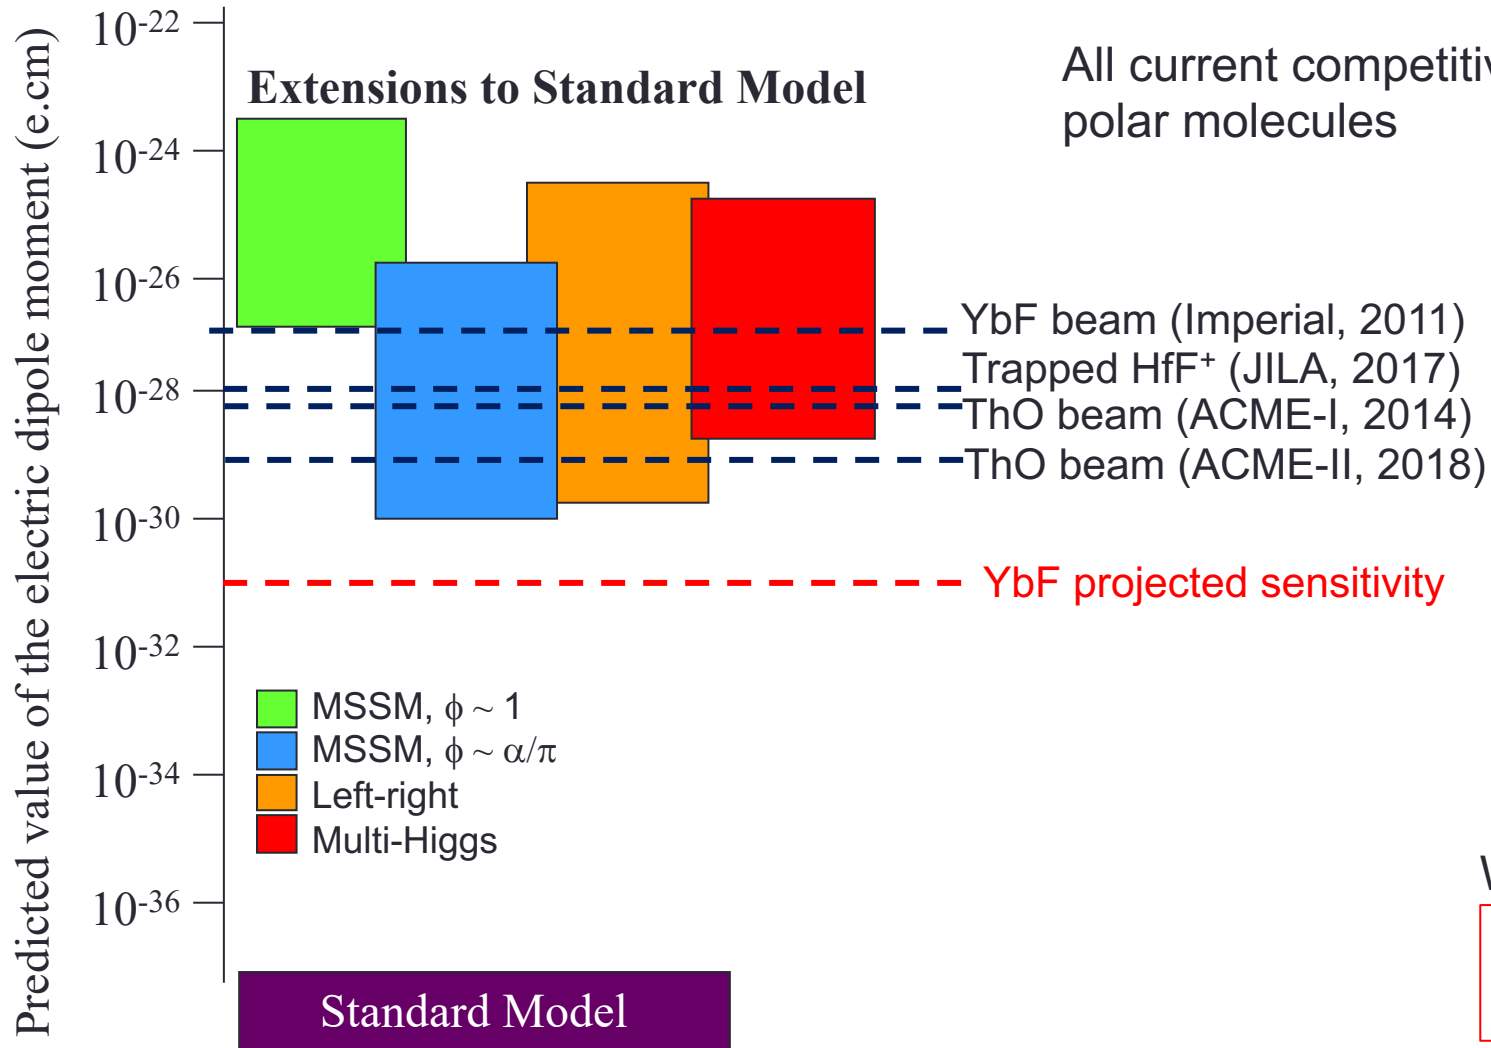 Predicted value of the electric dipole moment (e.cm)
10-22
10-24
10-26
10-28
10-30
10-32
10-34
10-36
Extensions to Standard Model
All current
polar molecules
YbF beam (Imperial, 2011)
Trapped HfF+ (JILA, 2017)
ThO beam (ACME-I, 2014)
ThO beam (ACME-II, 2018)
YbF projected sensitivity
MSSM, ϕ ~ 1
MSSM, ϕ ~ α/π
Left-right
Multi-Higgs
Standard Model